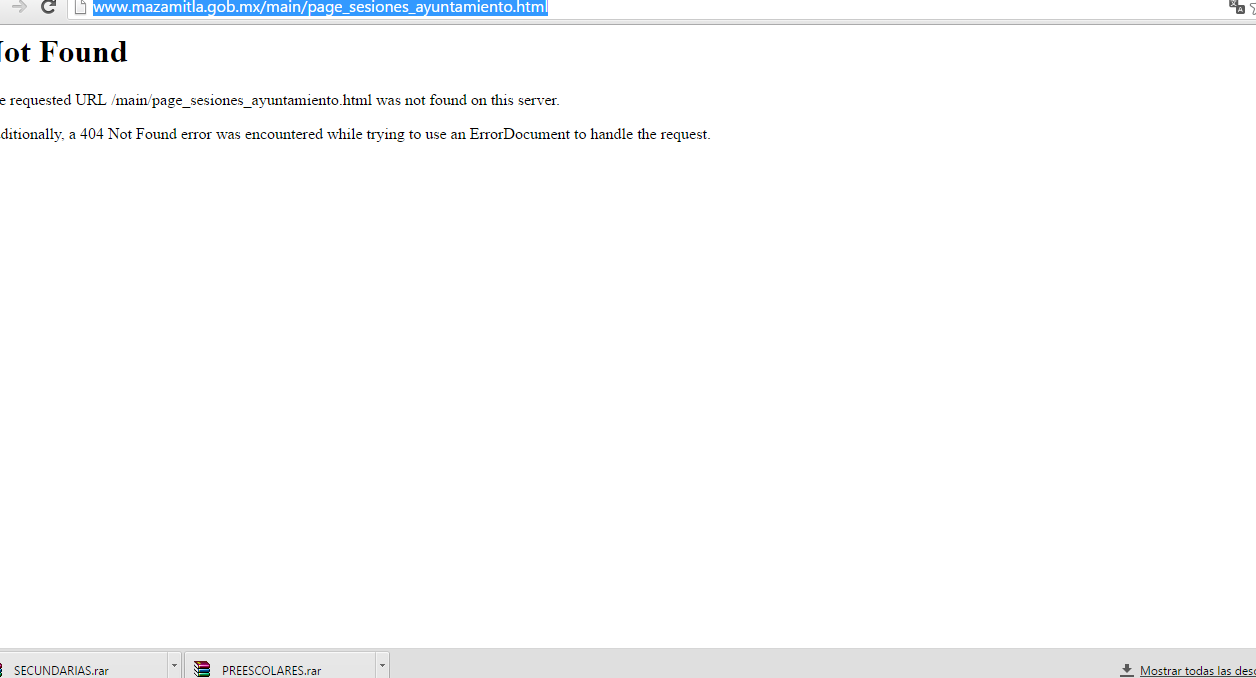 www.mazamitla.gob.mx/main/page_sesiones_ayuntamiento.html
Not Found
e requested URL /main/page_sesiones_ayuntamiento.html was not found on this server.
ditionally, a 404 Not Found error was encountered while trying to use an ErrorDocument to handle the request.
SECUNDARIAS.rar
PREESCOLARES.rar
Mostrar todas las desc